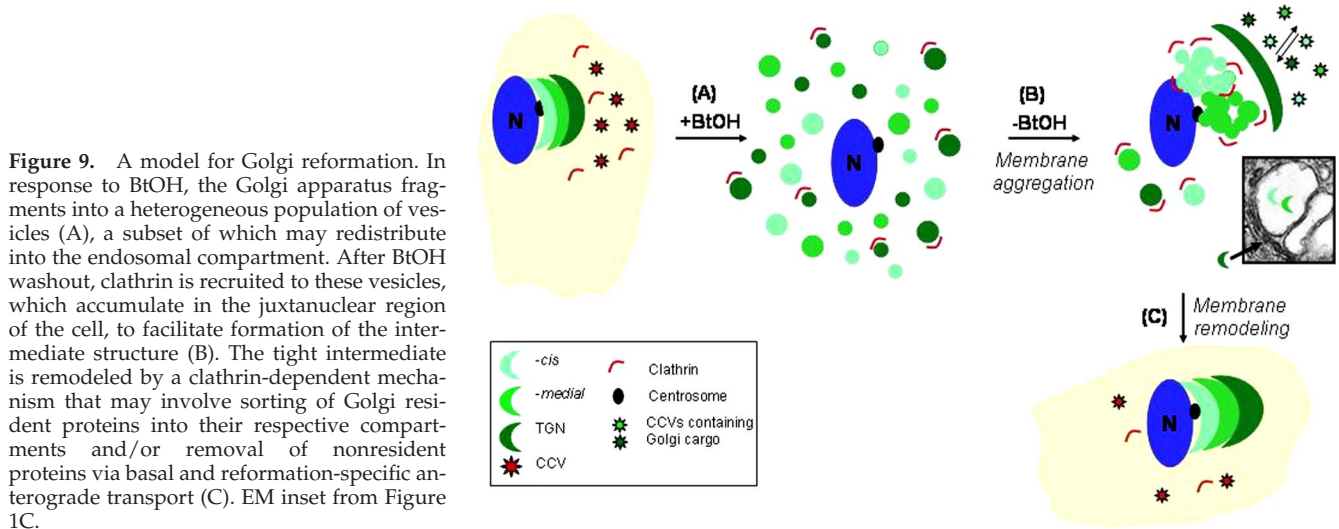 Figure 9. A model for Golgi reformation. In
response to BtOH, the Golgi apparatus frag-
ments into a heterogeneous population of ves-
icles (A), a subset of which may redistribute
into the endosomal compartment. After BtOH
washout, clathrin is recruited to these vesicles,
which accumulate in the juxtanuclear region
of the cell, to facilitate formation of the inter-
mediate structure (B). The tight intermediate
is remodeled by a clathrin-dependent mecha-
nism that may involve sorting of Golgi resi-
dent proteins into their respective compart-
ments and/or removal of nonresident
proteins via basal and reformation-specific an-
terograde transport (C). EM inset from Figure
1C.
N
(A)
+BtOH
N
(B)
-BtOH
Membrane
aggregation
N
(C)
Membrane
remodeling
N
-cis
-medial
TGN
CCV
Clathrin
Centrosome
CCVs containing
Golgi cargo